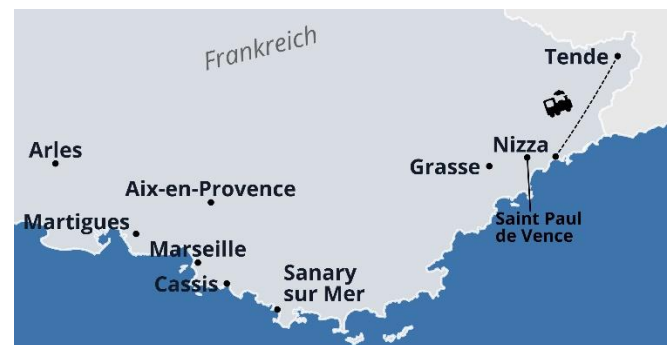 Frankreich
Tende
Arles
Nizza
Grasse
Aix-en-Provence
Saint Paul
de Vence
Martigues
Marseille
Cassis
Sanary
sur Mer